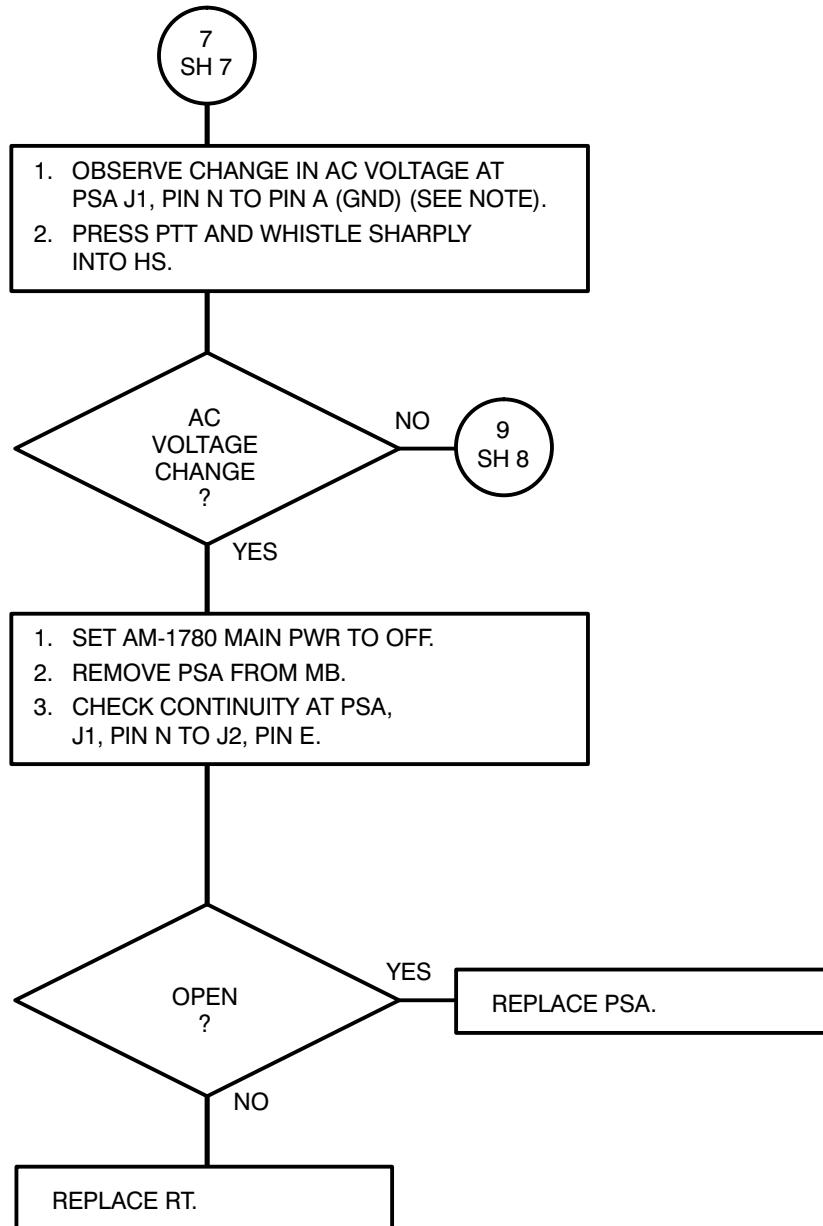 7
SH 7
1. OBSERVE CHANGE IN AC VOLTAGE AT
PSA J1, PIN N TO PIN A (GND) (SEE NOTE).
2. PRESS PTT AND WHISTLE SHARPLY
INTO HS.
AC
VOLTAGE
CHANGE
?
NO
9
SH 8
YES
1. SET AM-1780 MAIN PWR TO OFF.
2. REMOVE PSA FROM MB.
3. CHECK CONTINUITY AT PSA,
J1, PIN N TO J2, PIN E.
OPEN
?
YES
REPLACE PSA.
NO
REPLACE RT.